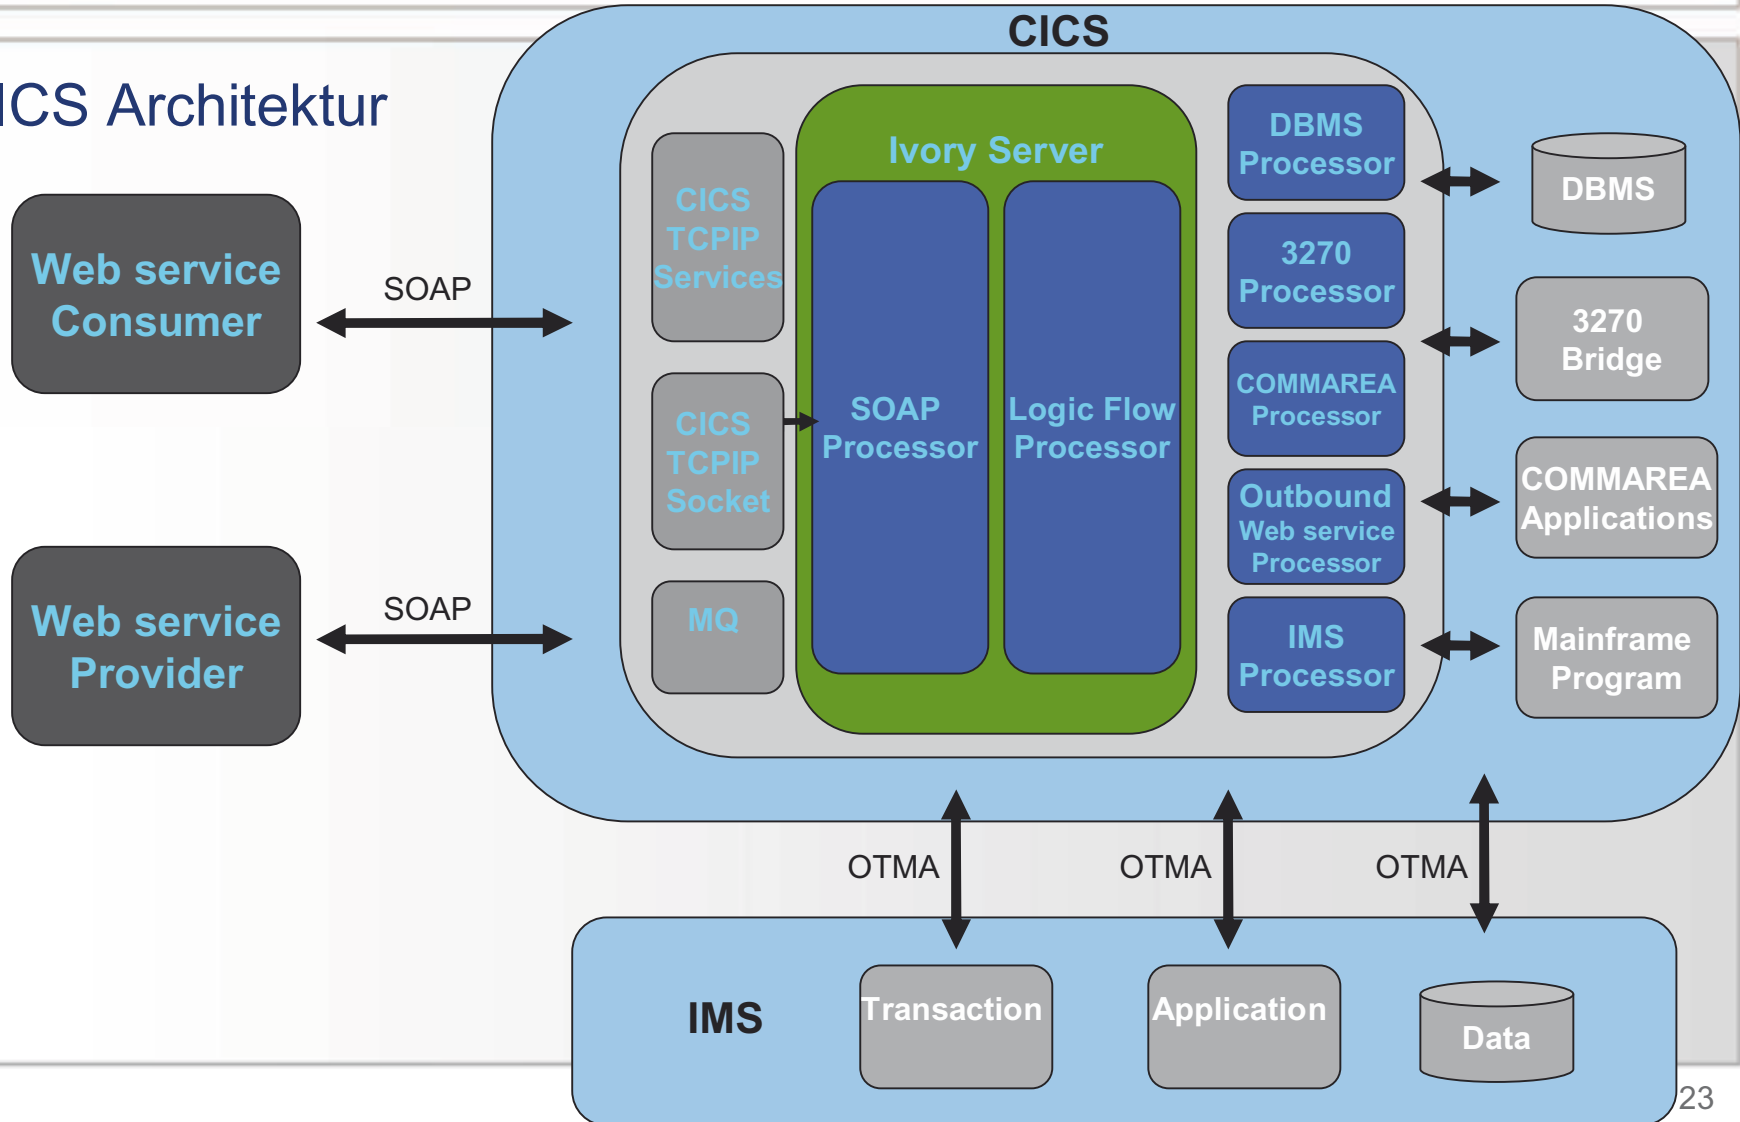 CICS
ICS Architektur
Web service
Consumer
SOAP
Web service
Provider
SOAP
CICS
TCPIP
Services
CICS
TCPIP
Socket
MQ
Ivory Server
SOAP
Processor
Logic Flow
Processor
DBMS
Processor
3270
Processor
COMMAREA
Processor
Outbound
Web service
Processor
IMS
Processor
DBMS
3270
Bridge
COMMAREA
Applications
Mainframe
Program
OTMA
OTMA
OTMA
IMS
Transaction
Application
Data
23